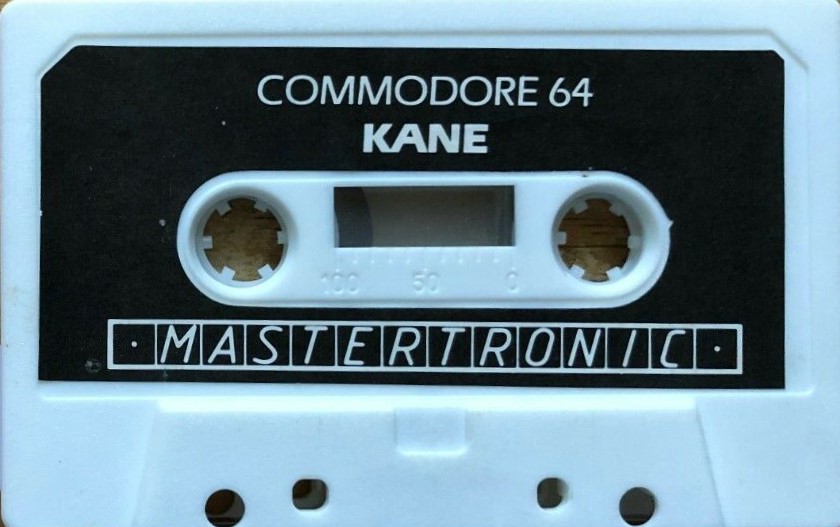 COMMODORE 64
KANE
100 50 0
· MASTERTRONIC ·